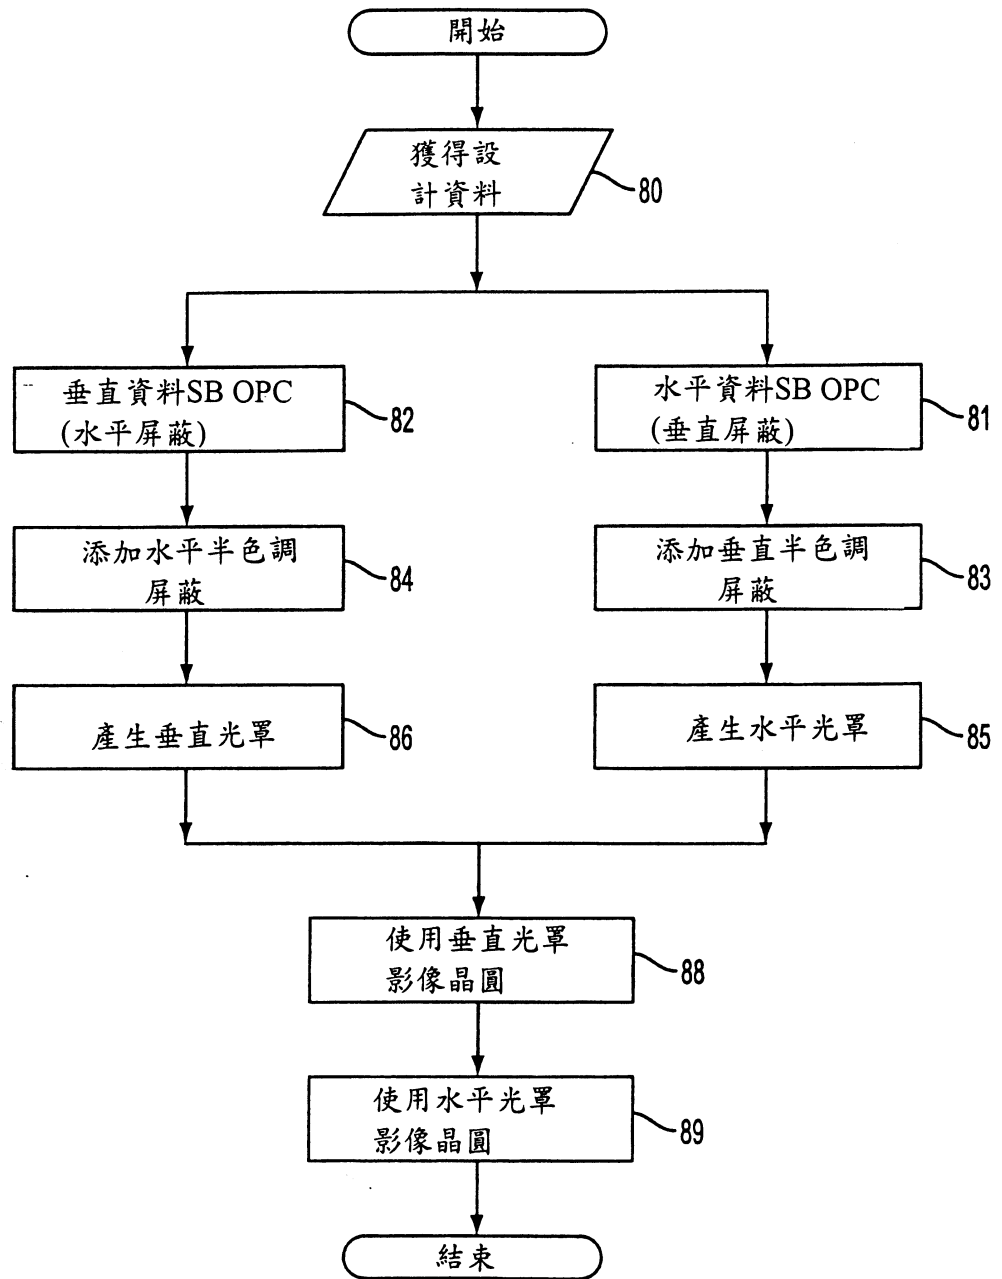 開始
獲得設
計資料
80
垂直資料SB OPC
(水平屏蔽)
82
水平資料SB OPC
(垂直屏蔽)
81
添加水平半色調
屏蔽
84
添加垂直半色調
屏蔽
83
產生垂直光罩
86
產生水平光罩
85
使用垂直光罩
影像晶圓
88
使用水平光罩
影像晶圓
89
結束